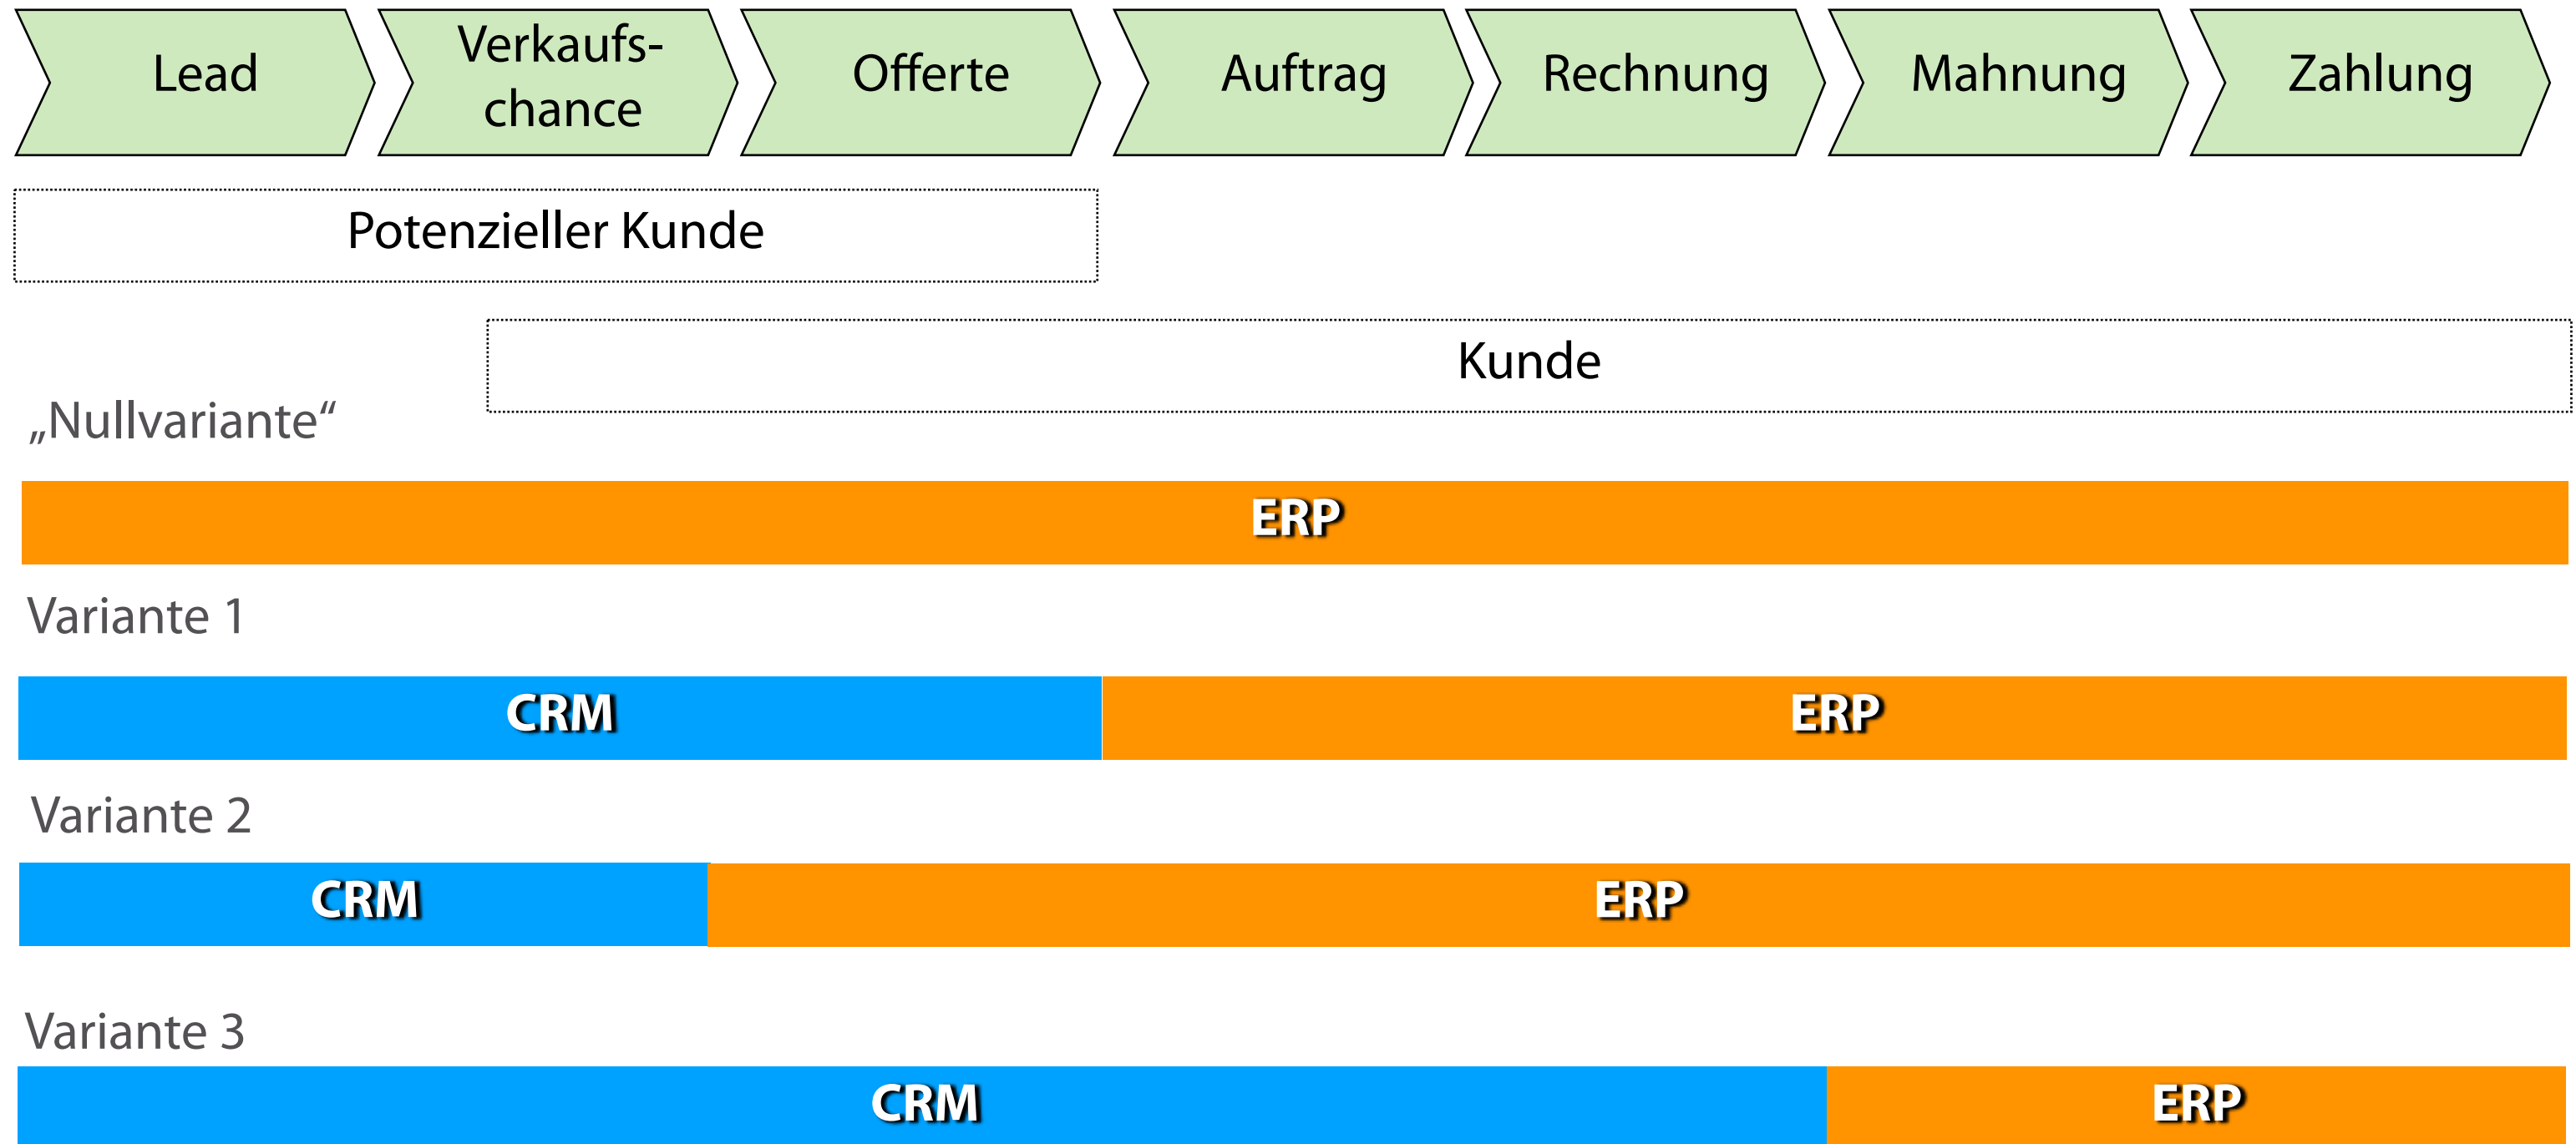 Lead
Verkaufs-
chance
Offerte
Auftrag
Rechnung
Mahnung
Zahlung
Potenzieller Kunde
Kunde
„Nullvariante“
ERP
Variante 1
CRM
ERP
Variante 2
CRM
ERP
Variante 3
CRM
ERP